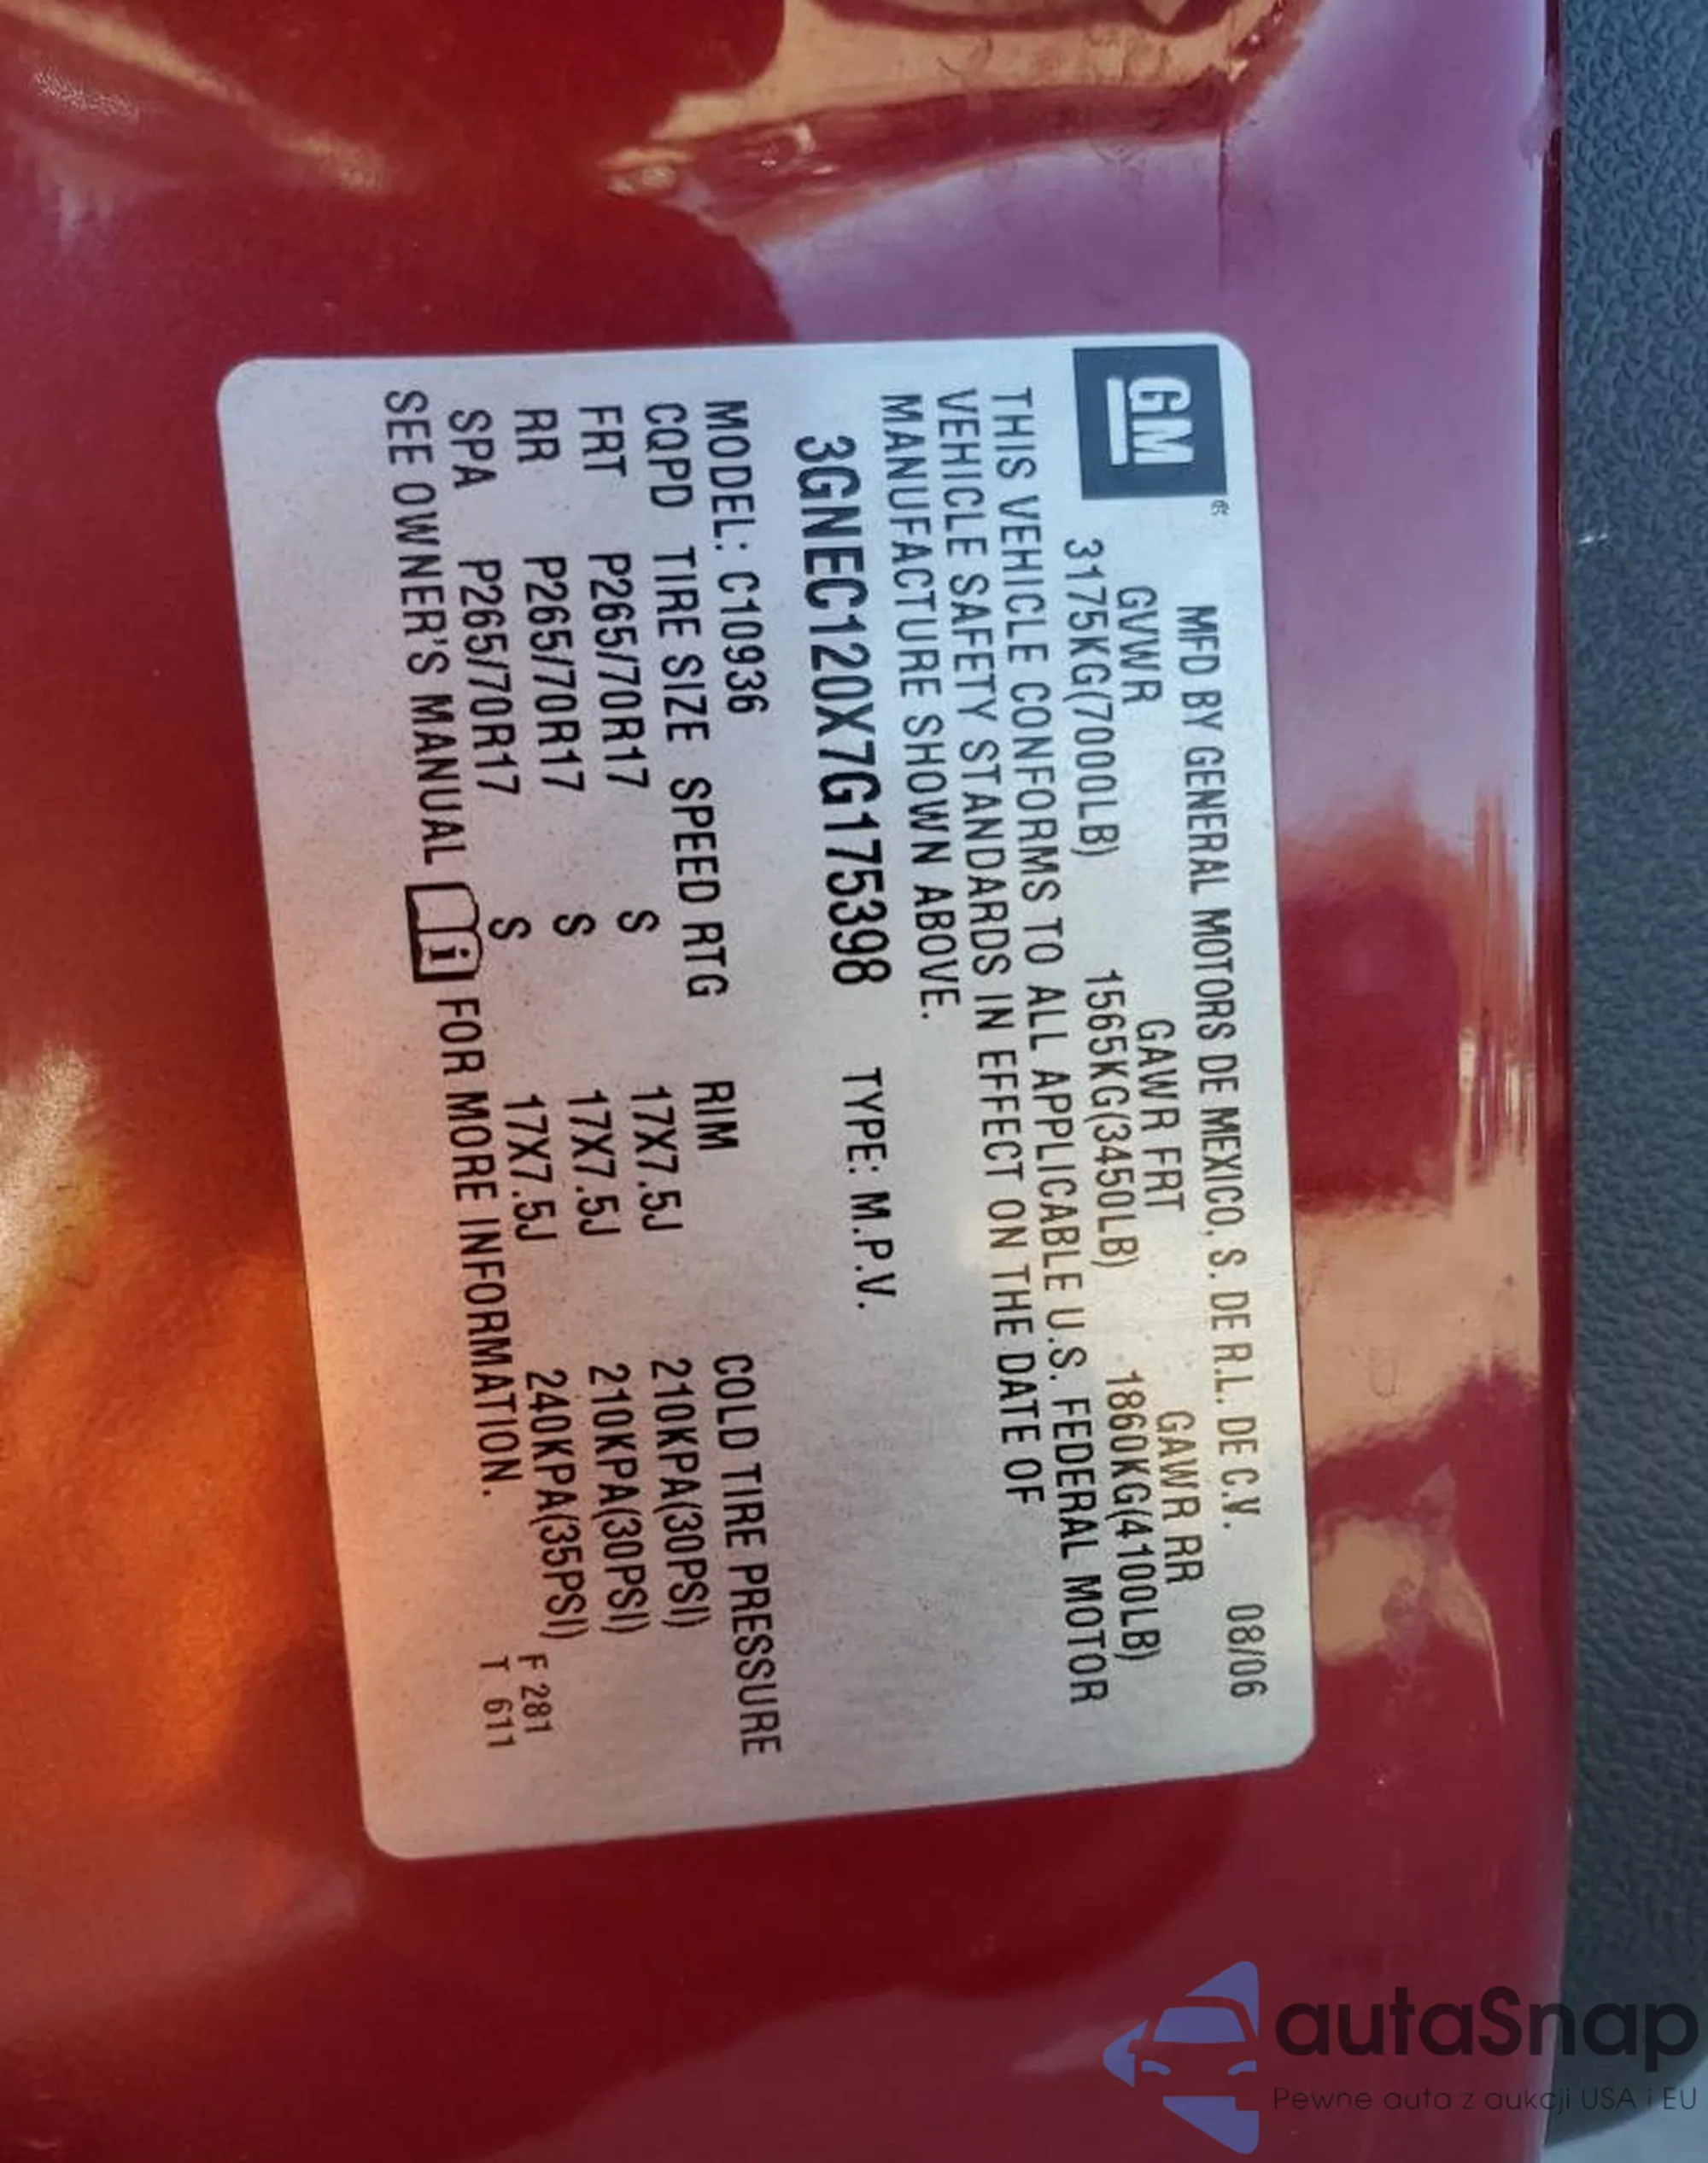 GM®
MFD BY GENERAL MOTORS DE MEXICO, S. DE R.L. DE C.V. 08/06
GVWR GAWR FRT GAWR RR
3175KG(7000LB) 1565KG(3450LB) 1860KG(4100LB)
THIS VEHICLE CONFORMS TO ALL APPLICABLE U.S. FEDERAL MOTOR
VEHICLE SAFETY STANDARDS IN EFFECT ON THE DATE OF
MANUFACTURE SHOWN ABOVE.
3GNEC120X7G175398 TYPE: M.P.V.
MODEL: C10936
CQPD TIRE SIZE SPEED RTG RIM COLD TIRE PRESSURE
FRT P265/70R17 S 17X7.5J 210KPA(30PSI)
RR P265/70R17 S 17X7.5J 210KPA(30PSI)
SPA P265/70R17 S 17X7.5J 240KPA(35PSI) F 281
SEE OWNER'S MANUAL i FOR MORE INFORMATION. T 611
autaSnap
Pewne auta z aukcji USA i EU